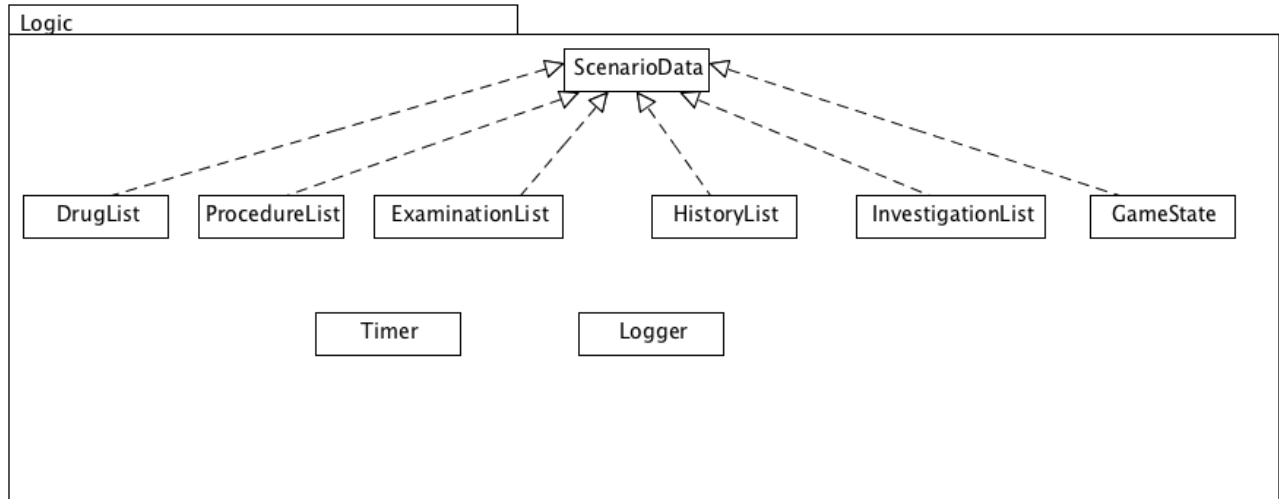 Logic
ScenarioData
DrugList
ProcedureList
ExaminationList
HistoryList
InvestigationList
GameState
Timer
Logger